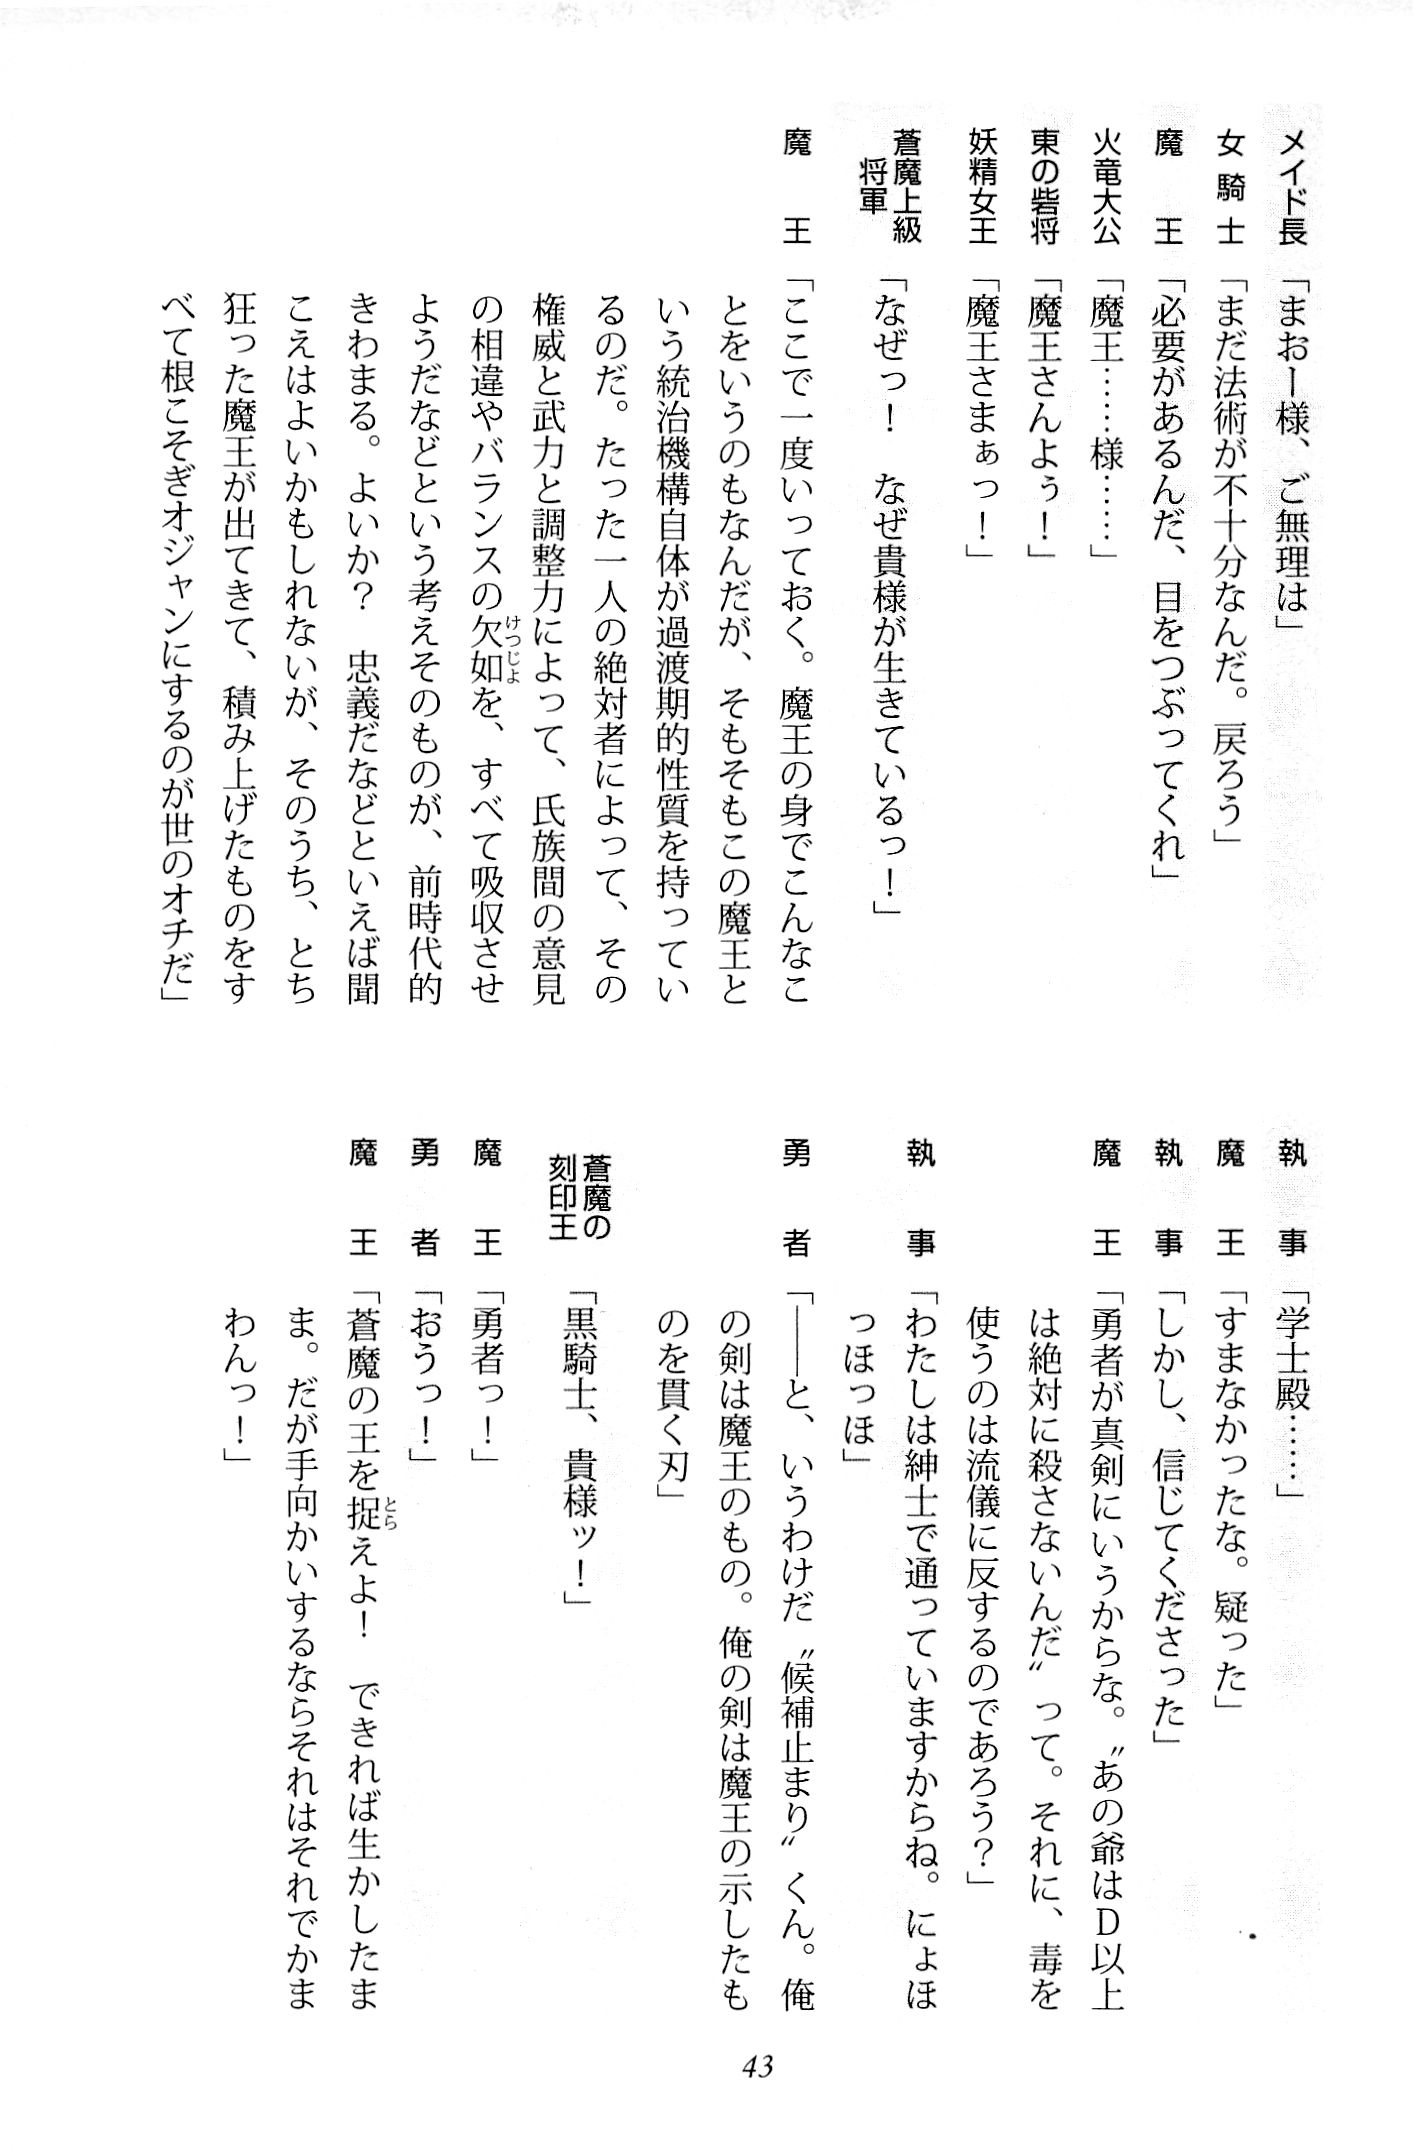 メイド長「まおー様、ご無理は」
女騎士「まだ法術が不十分なんだ。戻ろう」
魔王「必要があるんだ、目をつぶってくれ」
火竜大公「魔王……様……」
東の砦将「魔王さんよぅ！」
妖精女王「魔王さまぁっ！」
蒼魔上級将軍「なぜっ！　なぜ貴様が生きているっ！」
魔王「ここで一度いっておく。魔王の身でこんなこ
とをいうのもなんだが、そもそもこの魔王と
いう統治機構自体が過渡期的性質を持ってい
るのだ。たった一人の絶対者によって、その
権威と武力と調整力によって、氏族間の意見
の相違やバランスの欠如を、すべて吸収させ
ようだなどという考えそのものが、前時代的
きわまる。よいか？　忠義だなどといえば聞
こえはよいかもしれないが、そのうち、とち
狂った魔王が出てきて、積み上げたものをす
べて根こそぎオジャンにするのが世のオチだ」
執事「学士殿……」
魔王「すまなかったな。疑った」
執事「しかし、信じてくださった」
魔王「勇者が真剣にいうからな。〝あの爺はＤ以上
は絶対に殺さないんだ〟って。それに、毒を
使うのは流儀に反するのであろう？」
執事「わたしは紳士で通っていますからね。にょほ
っほっほ」
勇者「――と、いうわけだ〝候補止まり〟くん。俺
の剣は魔王のもの。俺の剣は魔王の示したも
のを貫く刃」
蒼魔の刻印王「黒騎士、貴様ッ！」
魔王「勇者っ！」
勇者「おうっ！」
魔王「蒼魔の王を捉えよ！　できれば生かしたま
ま。だが手向かいするならそれはそれでかま
わんっ！」
43